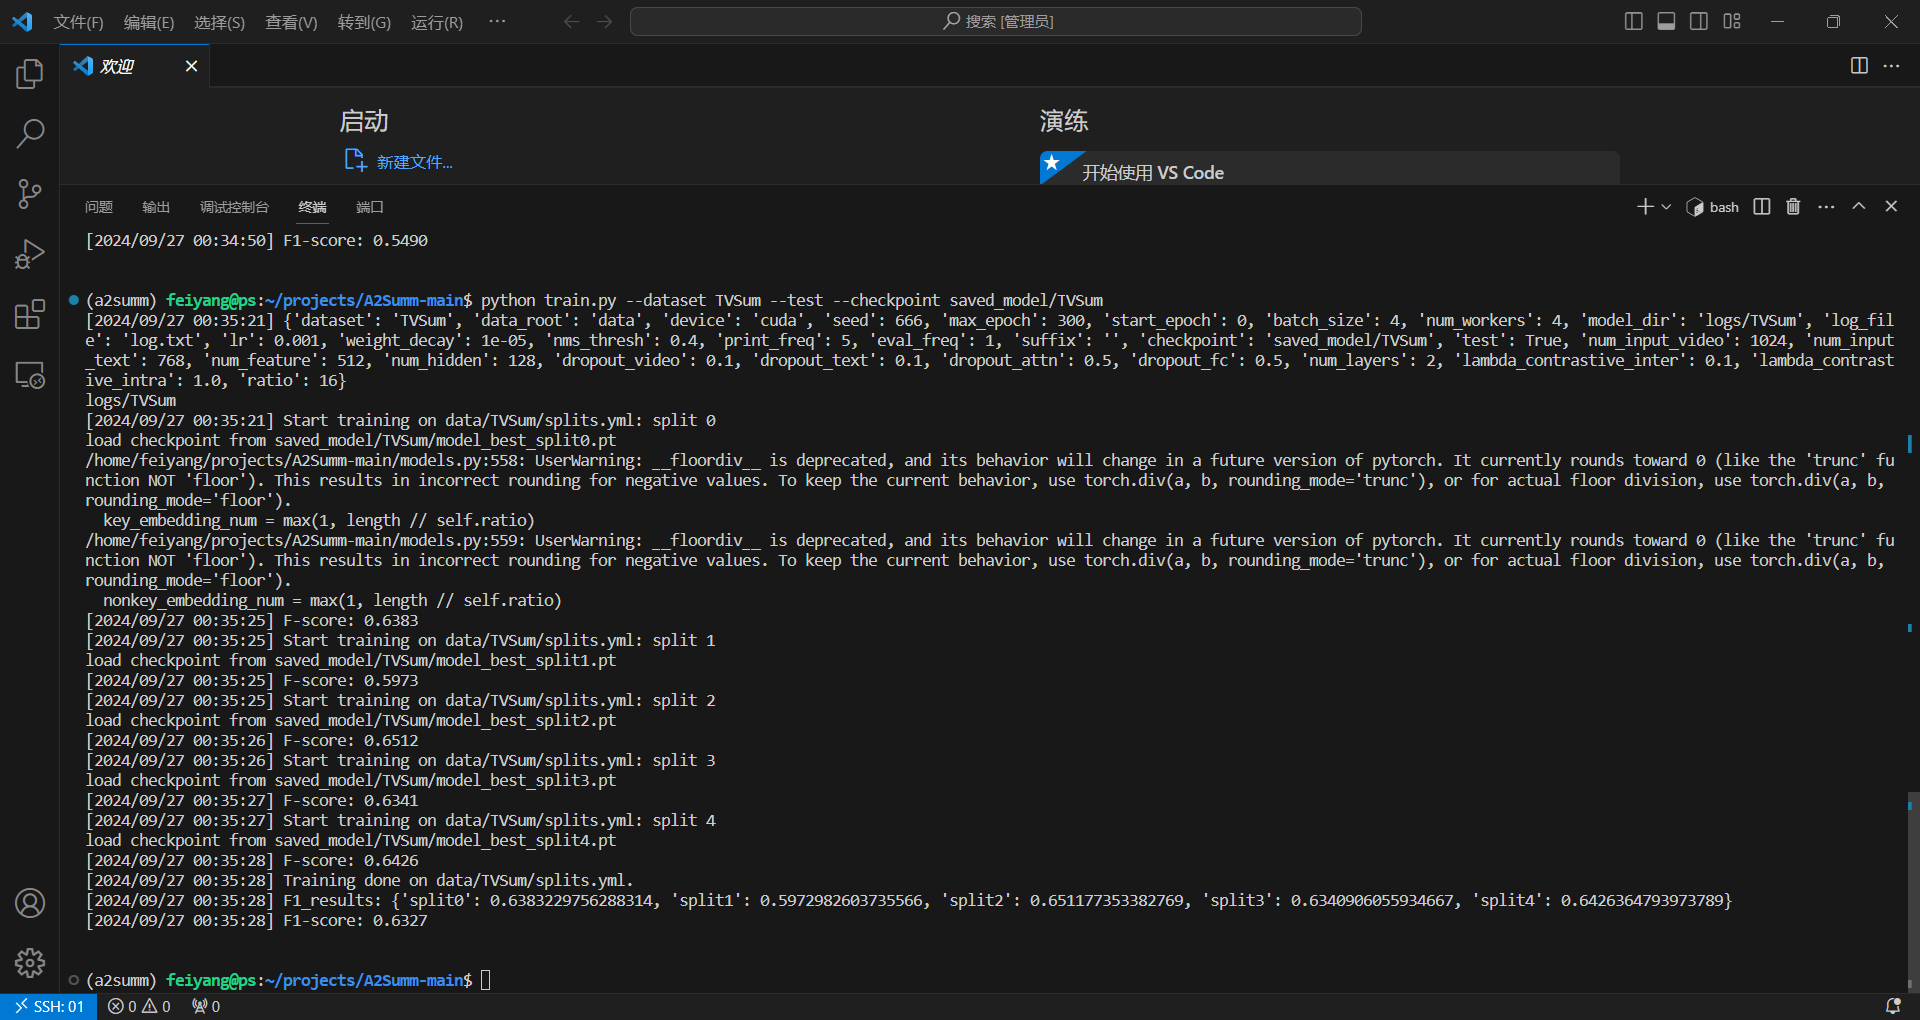 文件(F) 编辑(E) 选择(S) 查看(V) 转到(G) 运行(R) ··· 搜索 [管理员]
欢迎
启动 演练
新建文件... 开始使用 VS Code
问题 输出 调试控制台 终端 端口 bash
[2024/09/27 00:34:50] F1-score: 0.5490
(a2summ) feiyang@ps:~/projects/A2Summ-main$ python train.py --dataset TVSum --test --checkpoint saved_model/TVSum
[2024/09/27 00:35:21] {'dataset': 'TVSum', 'data_root': 'data', 'device': 'cuda', 'seed': 666, 'max_epoch': 300, 'start_epoch': 0, 'batch_size': 4, 'num_workers': 4, 'model_dir': 'logs/TVSum', 'log_fil
e': 'log.txt', 'lr': 0.001, 'weight_decay': 1e-05, 'nms_thresh': 0.4, 'print_freq': 5, 'eval_freq': 1, 'suffix': '', 'checkpoint': 'saved_model/TVSum', 'test': True, 'num_input_video': 1024, 'num_input
_text': 768, 'num_feature': 512, 'num_hidden': 128, 'dropout_video': 0.1, 'dropout_text': 0.1, 'dropout_attn': 0.5, 'dropout_fc': 0.5, 'num_layers': 2, 'lambda_contrastive_inter': 0.1, 'lambda_contrast
ive_intra': 1.0, 'ratio': 16}
logs/TVSum
[2024/09/27 00:35:21] Start training on data/TVSum/splits.yml: split 0
load checkpoint from saved_model/TVSum/model_best_split0.pt
/home/feiyang/projects/A2Summ-main/models.py:558: UserWarning: __floordiv__ is deprecated, and its behavior will change in a future version of pytorch. It currently rounds toward 0 (like the 'trunc' fu
nction NOT 'floor'). This results in incorrect rounding for negative values. To keep the current behavior, use torch.div(a, b, rounding_mode='trunc'), or for actual floor division, use torch.div(a, b,
rounding_mode='floor').
key_embedding_num = max(1, length // self.ratio)
/home/feiyang/projects/A2Summ-main/models.py:559: UserWarning: __floordiv__ is deprecated, and its behavior will change in a future version of pytorch. It currently rounds toward 0 (like the 'trunc' fu
nction NOT 'floor'). This results in incorrect rounding for negative values. To keep the current behavior, use torch.div(a, b, rounding_mode='trunc'), or for actual floor division, use torch.div(a, b,
rounding_mode='floor').
nonkey_embedding_num = max(1, length // self.ratio)
[2024/09/27 00:35:25] F-score: 0.6383
[2024/09/27 00:35:25] Start training on data/TVSum/splits.yml: split 1
load checkpoint from saved_model/TVSum/model_best_split1.pt
[2024/09/27 00:35:25] F-score: 0.5973
[2024/09/27 00:35:25] Start training on data/TVSum/splits.yml: split 2
load checkpoint from saved_model/TVSum/model_best_split2.pt
[2024/09/27 00:35:26] F-score: 0.6512
[2024/09/27 00:35:26] Start training on data/TVSum/splits.yml: split 3
load checkpoint from saved_model/TVSum/model_best_split3.pt
[2024/09/27 00:35:27] F-score: 0.6341
[2024/09/27 00:35:27] Start training on data/TVSum/splits.yml: split 4
load checkpoint from saved_model/TVSum/model_best_split4.pt
[2024/09/27 00:35:28] F-score: 0.6426
[2024/09/27 00:35:28] Training done on data/TVSum/splits.yml.
[2024/09/27 00:35:28] F1_results: {'split0': 0.6383229756288314, 'split1': 0.5972982603735566, 'split2': 0.651177353382769, 'split3': 0.6340906055934667, 'split4': 0.6426364793973789}
[2024/09/27 00:35:28] F1-score: 0.6327
(a2summ) feiyang@ps:~/projects/A2Summ-main$
SSH: 01 0 0 0